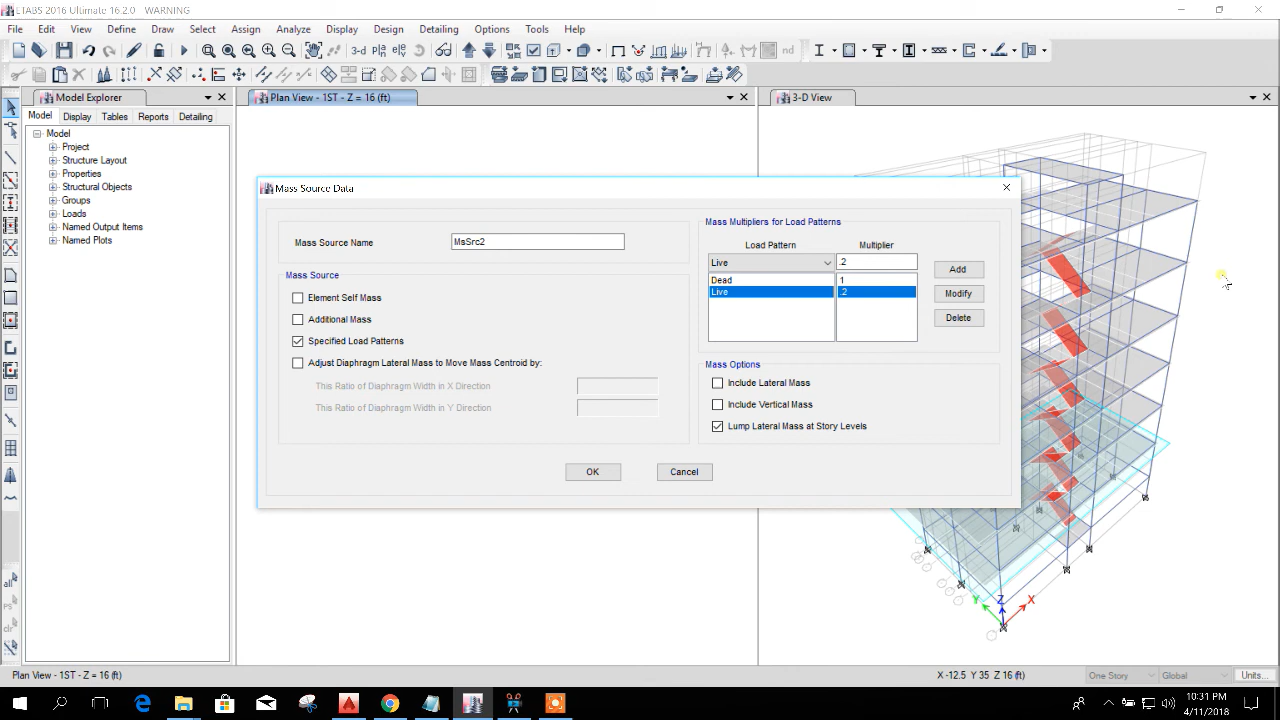 ETABS 2016 Ultimate 16.2.0 WARNING
File Edit View Define Draw Select Assign Analyze Display Design Detailing Options Tools Help
3-D Plă elĕ
nd
Model Explorer
Plan View - 1ST - Z = 16 (ft)
3-D View
Model Display Tables Reports Detailing
Model
Project
Structure Layout
Properties
Structural Objects
Groups
Loads
Named Output Items
Named Plots
Mass Source Data
Mass Source Name MsSrc2
Mass Source
Element Self Mass
Additional Mass
Specified Load Patterns
Adjust Diaphragm Lateral Mass to Move Mass Centroid by:
This Ratio of Diaphragm Width in X Direction
This Ratio of Diaphragm Width in Y Direction
Mass Multipliers for Load Patterns
Load Pattern Multiplier
Live .2 Add
Dead 1
Live .2 Modify
Delete
Mass Options
Include Lateral Mass
Include Vertical Mass
Lump Lateral Mass at Story Levels
OK Cancel
Y Z X
all
PS
clr
Plan View - 1ST - Z = 16 (ft) X -12.5 Y 35 Z 16 (ft) One Story Global Units...
10:31 PM
4/11/2018